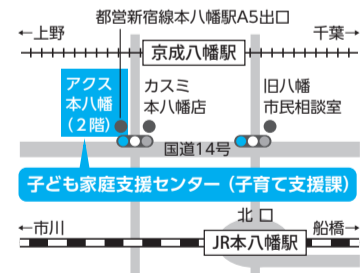 都営新宿線本八幡駅A5出口
←上野
千葉→
京成八幡駅
アクス
本八幡
（2階）
カスミ
本八幡店
旧八幡
市民相談室
国道14号
子ども家庭支援センター（子育て支援課）
←市川
北口
船橋→
JR本八幡駅